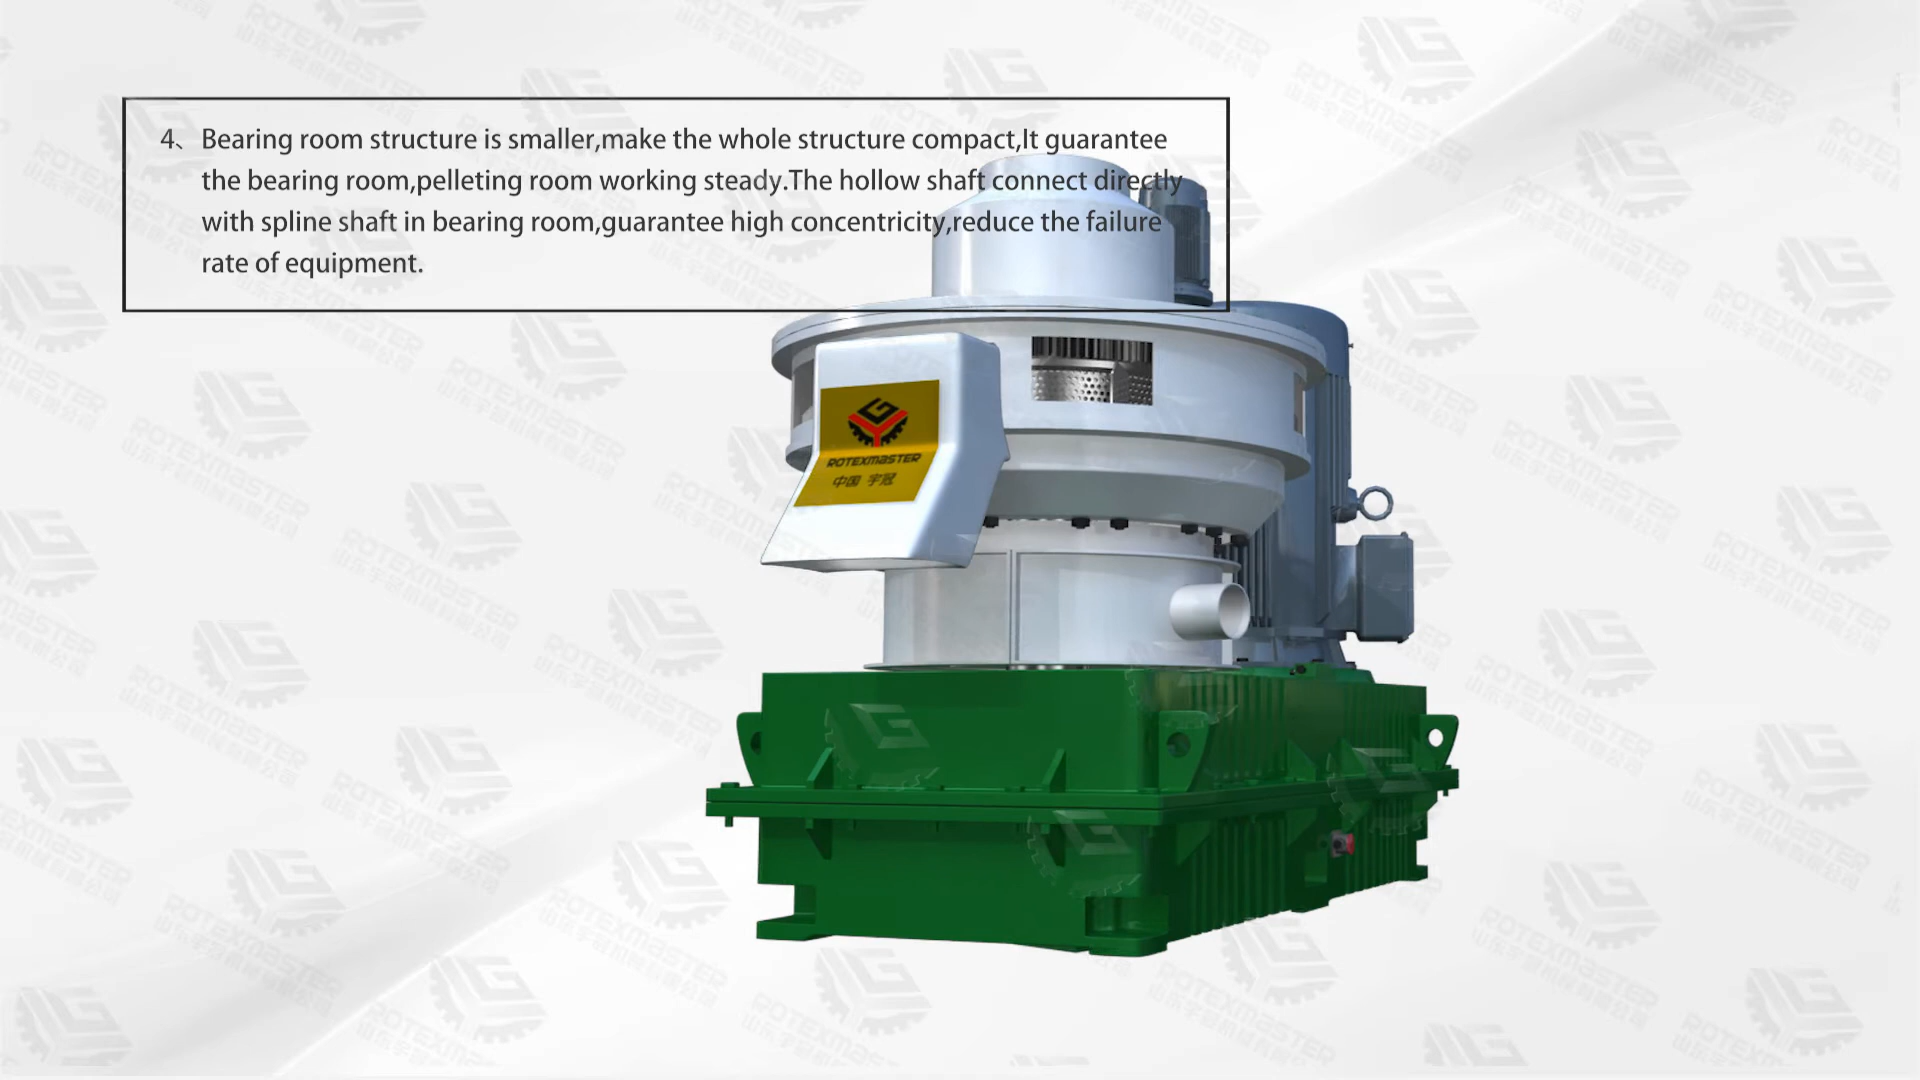 4、 Bearing room structure is smaller,make the whole structure compact,It guarantee
the bearing room,pelleting room working steady.The hollow shaft connect directly
with spline shaft in bearing room,guarantee high concentricity,reduce the failure
rate of equipment.
ROTEXMASTER
中国 宇冠